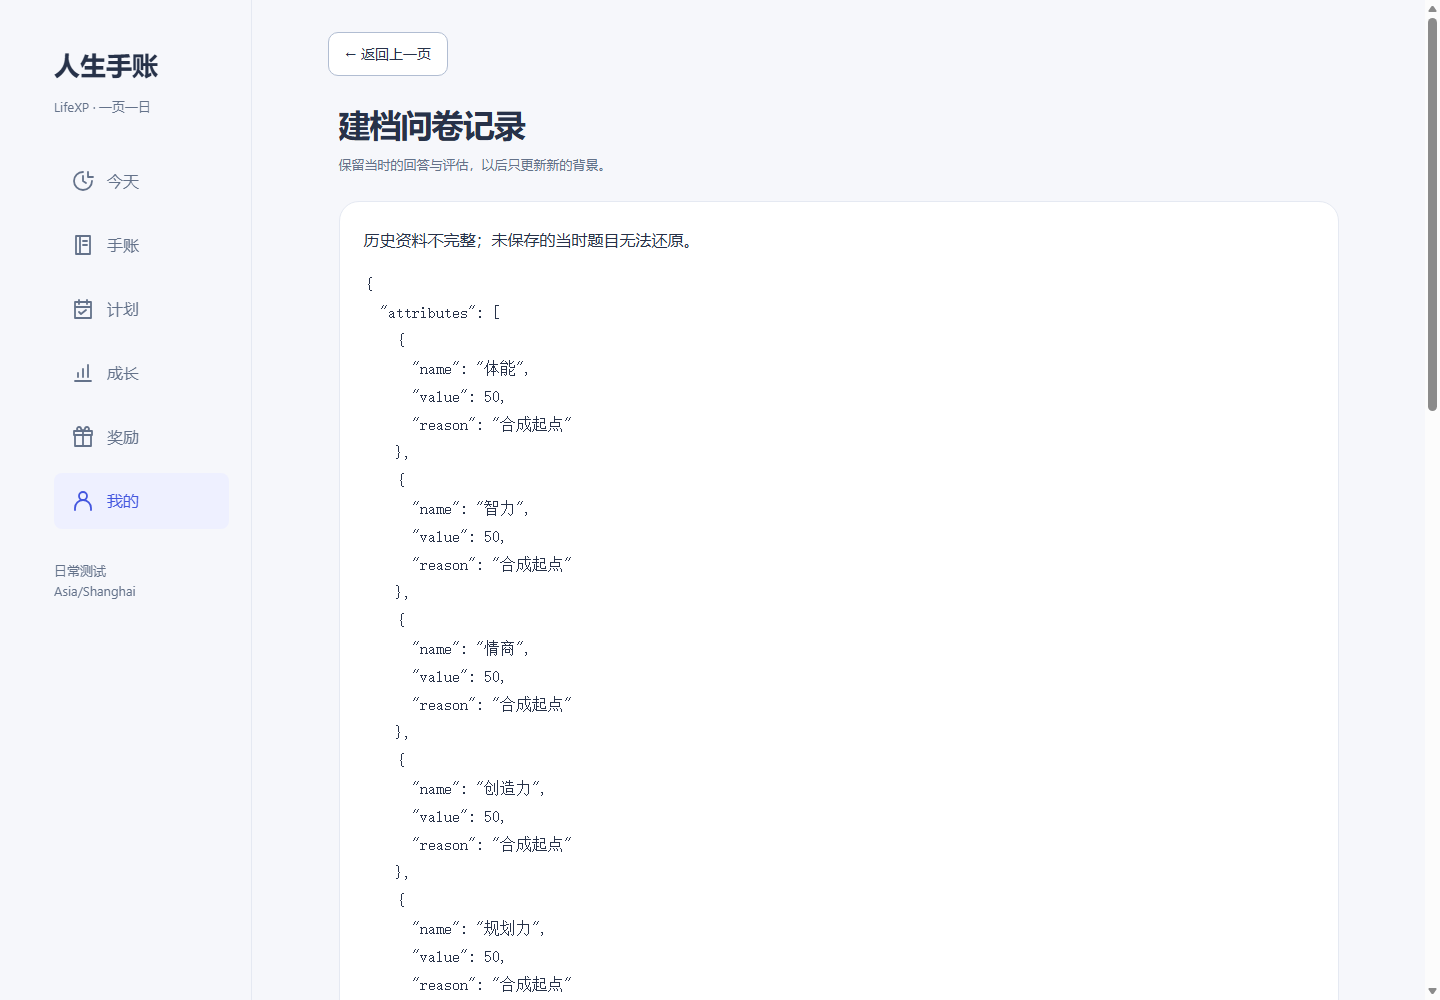 人生手账
LifeXP · 一页一日
今天
手账
计划
成长
奖励
我的
日常测试
Asia/Shanghai
← 返回上一页
建档问卷记录
保留当时的回答与评估，以后只更新新的背景。
历史资料不完整；未保存的当时题目无法还原。
{
"attributes": [
{
"name": "体能",
"value": 50,
"reason": "合成起点"
},
{
"name": "智力",
"value": 50,
"reason": "合成起点"
},
{
"name": "情商",
"value": 50,
"reason": "合成起点"
},
{
"name": "创造力",
"value": 50,
"reason": "合成起点"
},
{
"name": "规划力",
"value": 50,
"reason": "合成起点"